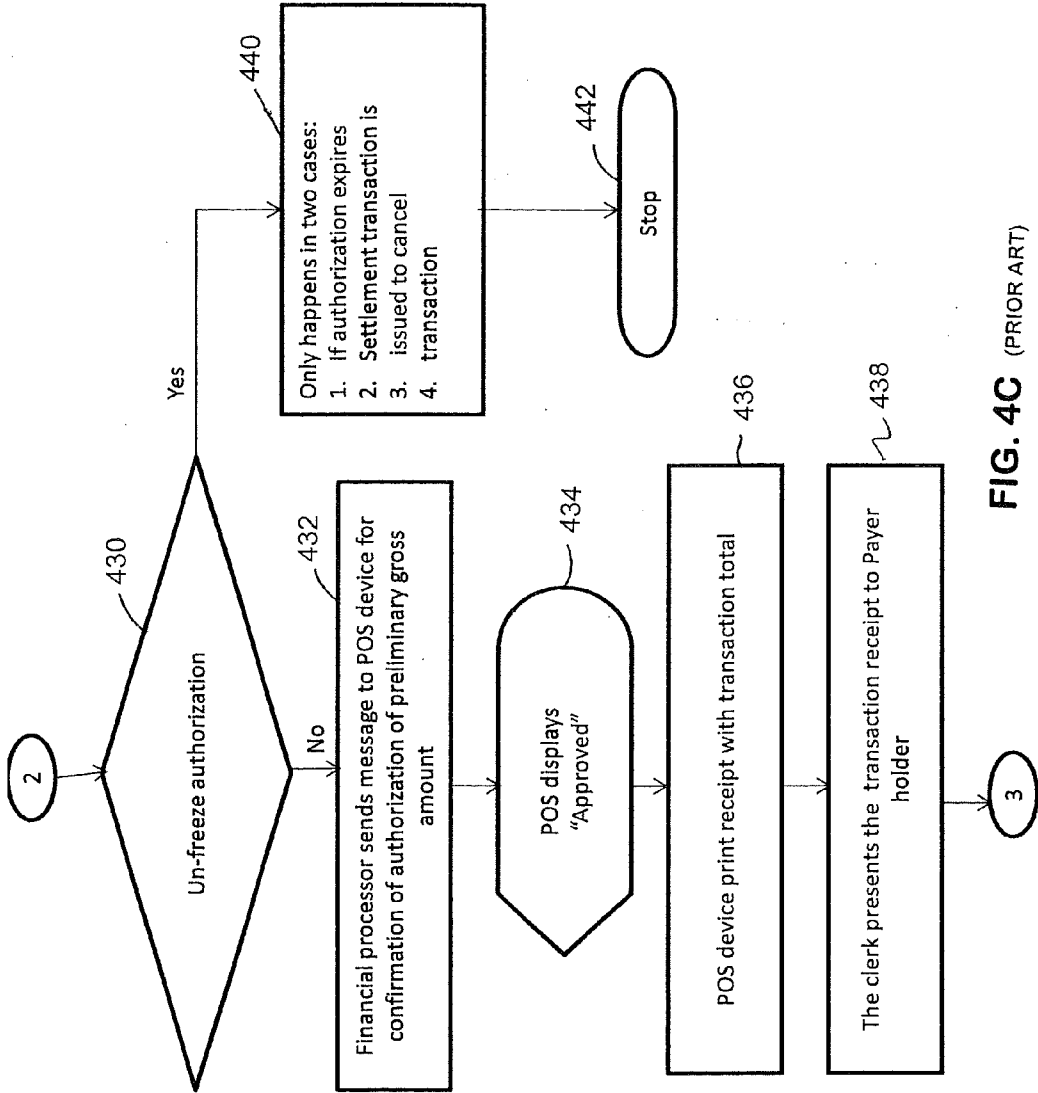 2
430
Un-freeze authorization
Yes
No
440
Only happens in two cases:
1. If authorization expires
2. Settlement transaction is
3. issued to cancel
4. transaction
442
Stop
432
Financial processor sends message to POS device for
confirmation of authorization of preliminary gross
amount
434
POS displays
“Approved”
436
POS device print receipt with transaction total
438
The clerk presents the transaction receipt to Payer
holder
3
FIG. 4C (PRIOR ART)